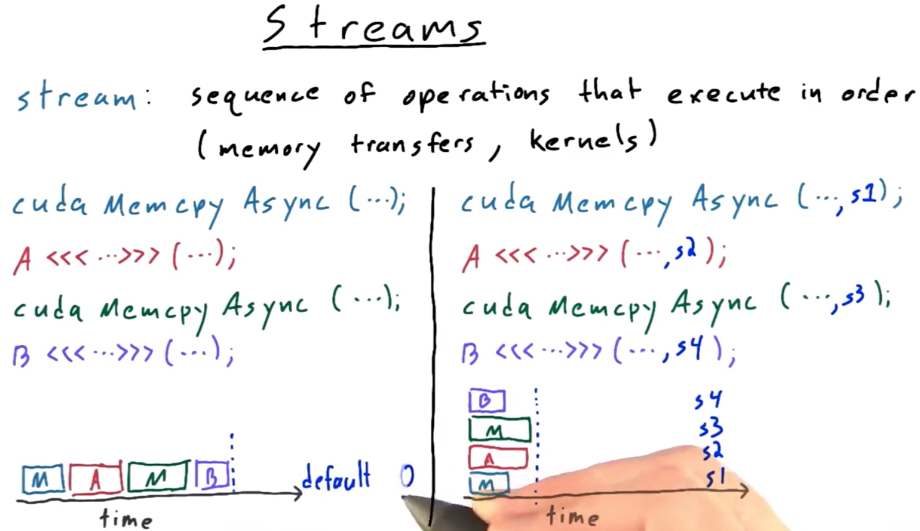 Streams
stream: sequence of operations that execute in order
(memory transfers, kernels)
cuda Memcpy Async (...);
A <<< ... >>> (...);
cuda Memcpy Async (...);
B <<< ... >>> (...);
M A M B
default 0
time
cuda Memcpy Async (..., s1);
A <<< ... >>> (..., s2);
cuda Memcpy Async (..., s3);
B <<< ... >>> (..., s4);
B s4
M s3
A s2
M s1
time